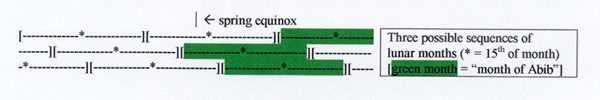 | ← spring equinox
[----------*----------][----------*----------][----------*------
------][----------*----------][----------*----------][----------
-*----------][----------*----------][----------*----------][-----
Three possible sequences of
lunar months (* = 15th of month)
[green month = “month of Abib”]